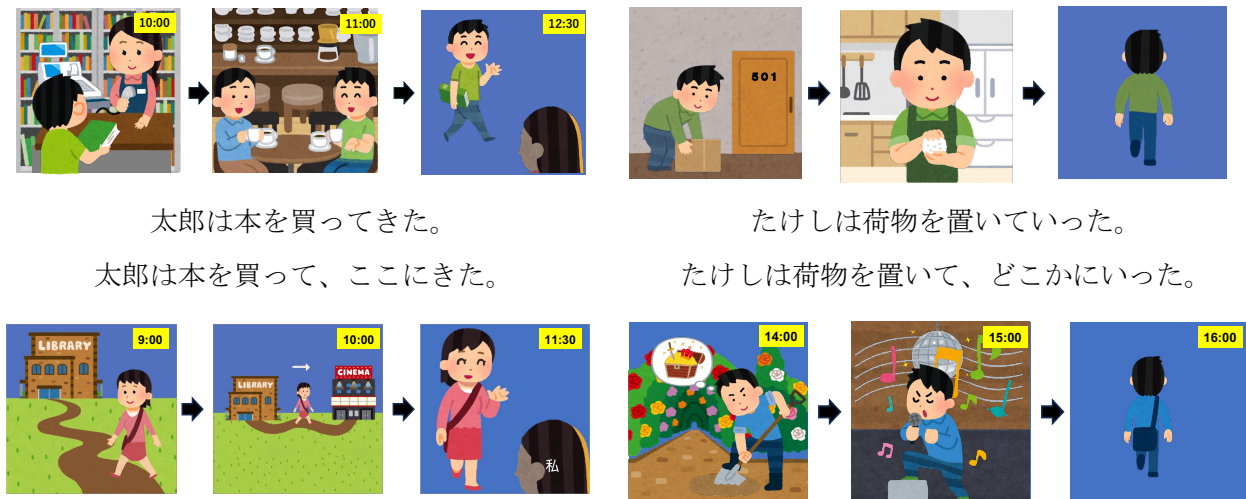 10:00
11:00
12:30
501
太郎は本を買ってきた。
太郎は本を買って、ここにきた。
たけしは荷物を置いていった。
たけしは荷物を置いて、どこかにいった。
LIBRARY
9:00
LIBRARY
CINEMA
10:00
11:30
私
14:00
15:00
16:00